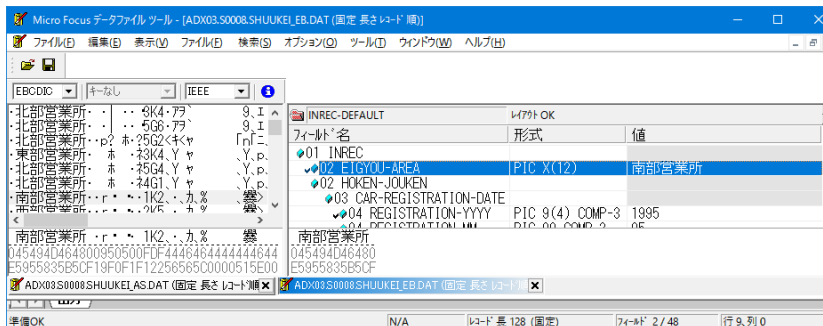 Micro Focus データファイル ツール - [ADX03.S0008.SHUUKEI_EB.DAT (固定 長さ レコード 順)]
ファイル(F) 編集(E) 表示(V) ファイル(F) 検索(S) オプション(O) ツール(T) ウィンドウ(W) ヘルプ(H)
EBCDIC キーなし IEEE
INREC-DEFAULT レイアウト OK
フィールド名 形式 値
01 INREC
02 EIGYOU-AREA PIC X(12) 南部営業所
02 HOKEN-JOUKEN
03 CAR-REGISTRATION-DATE
04 REGISTRATION-YYYY PIC 9(4) COMP-3 1995
北部営業所
北部営業所
北部営業所
東部営業所
北部営業所
北部営業所
南部営業所
南部営業所
045494D464800950500FDF4446464444444644
E5955835B5CF19F0F1F12256565C0000515E00
南部営業所
045494D46480
E5955835B5CF
ADX03.S0008.SHUUKEI_AS.DAT (固定 長さ レコード 順
ADX03.S0008.SHUUKEI_EB.DAT (固定 長さ レコード 順
準備OK N/A レコード 長 128 (固定) フィールド 2 / 48 行 9, 列 0